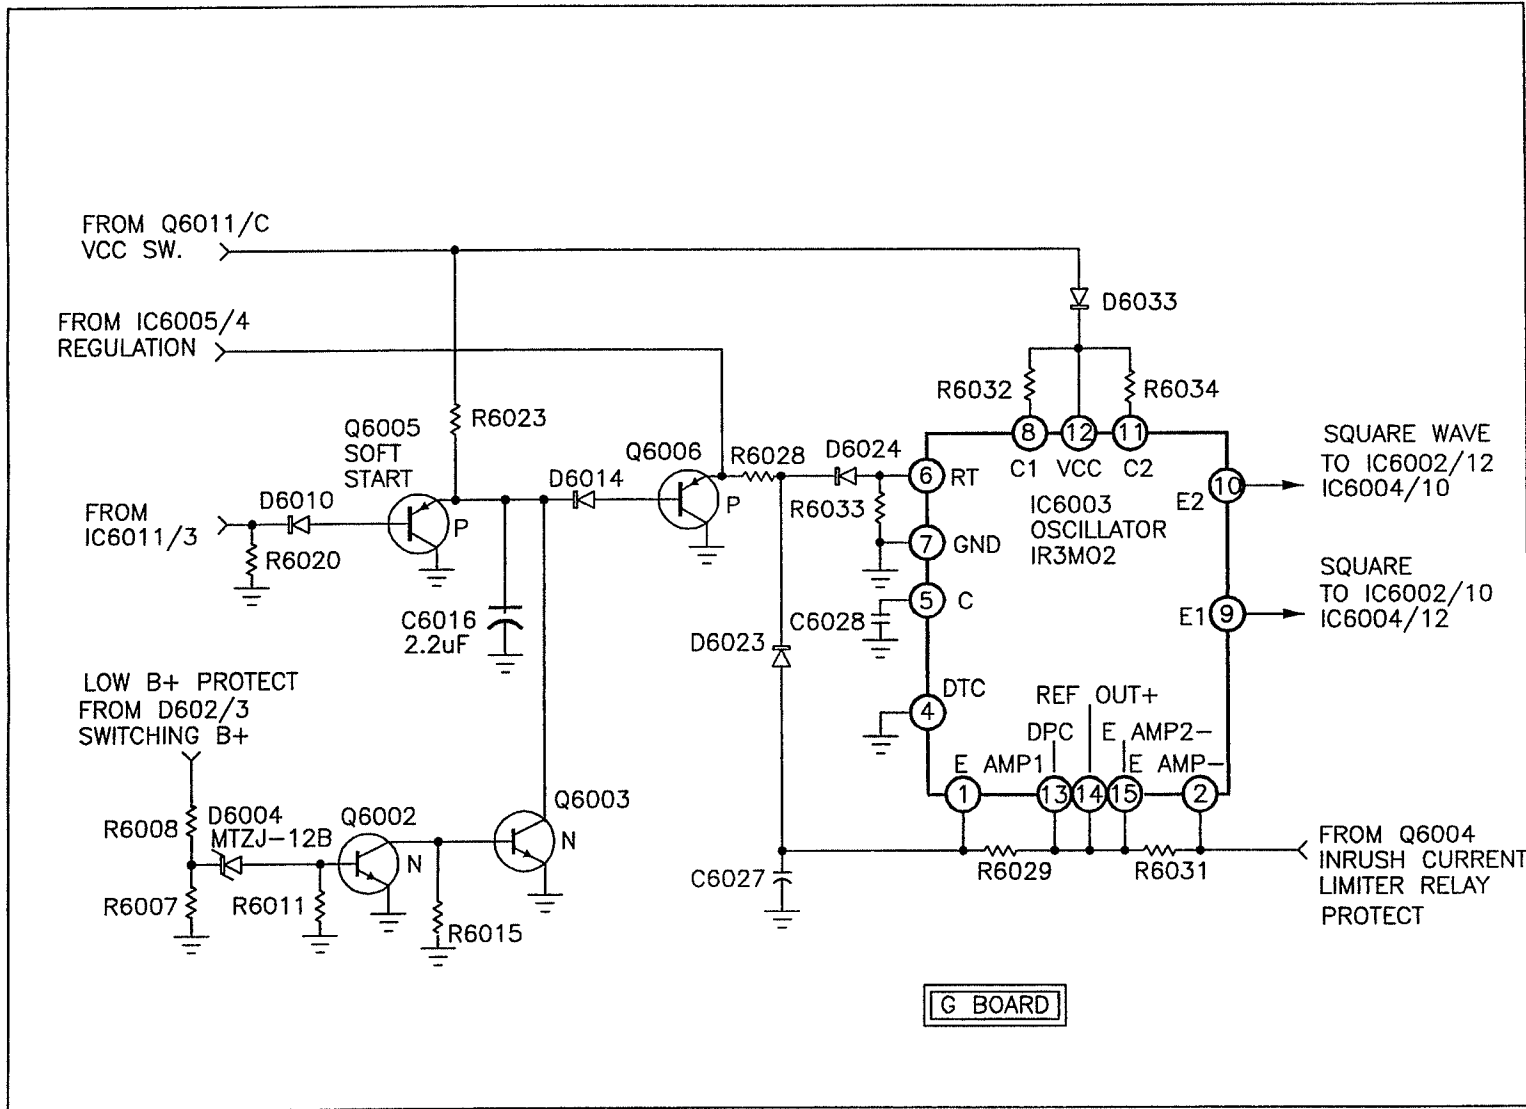 FROM Q6011/C
VCC SW.
D6033
FROM IC6005/4
REGULATION
R6032
R6034
R6023
Q6005
SOFT
START
Q6006
R6028
D6024
8
12
11
SQUARE WAVE
TO IC6002/12
IC6004/10
D6014
6
RT
C1
VCC
C2
10
E2
D6010
P
P
R6033
IC6003
OSCILLATOR
IR3MO2
FROM
IC6011/3
R6020
7
GND
SQUARE
TO IC6002/10
IC6004/12
5
C
C6016
2.2uF
C6028
E1
9
D6023
LOW B+ PROTECT
FROM D602/3
SWITCHING B+
DTC
4
REF
OUT+
DPC
E AMP2-
E AMP1
E AMP-
1
13
14
15
2
Q6003
R6008
D6004
MTZJ-12B
Q6002
N
N
FROM Q6004
INRUSH CURRENT
LIMITER RELAY
PROTECT
R6029
R6031
C6027
R6007
R6011
R6015
G BOARD